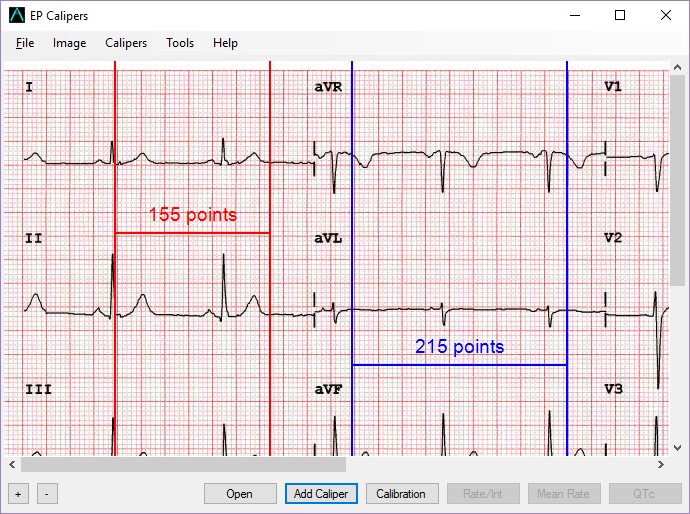 EP Calipers
File Image Calipers Tools Help
I aVR V1
155 points
II aVL V2
215 points
III aVF V3
+ - Open Add Caliper Calibration Rate/Int Mean Rate QTc